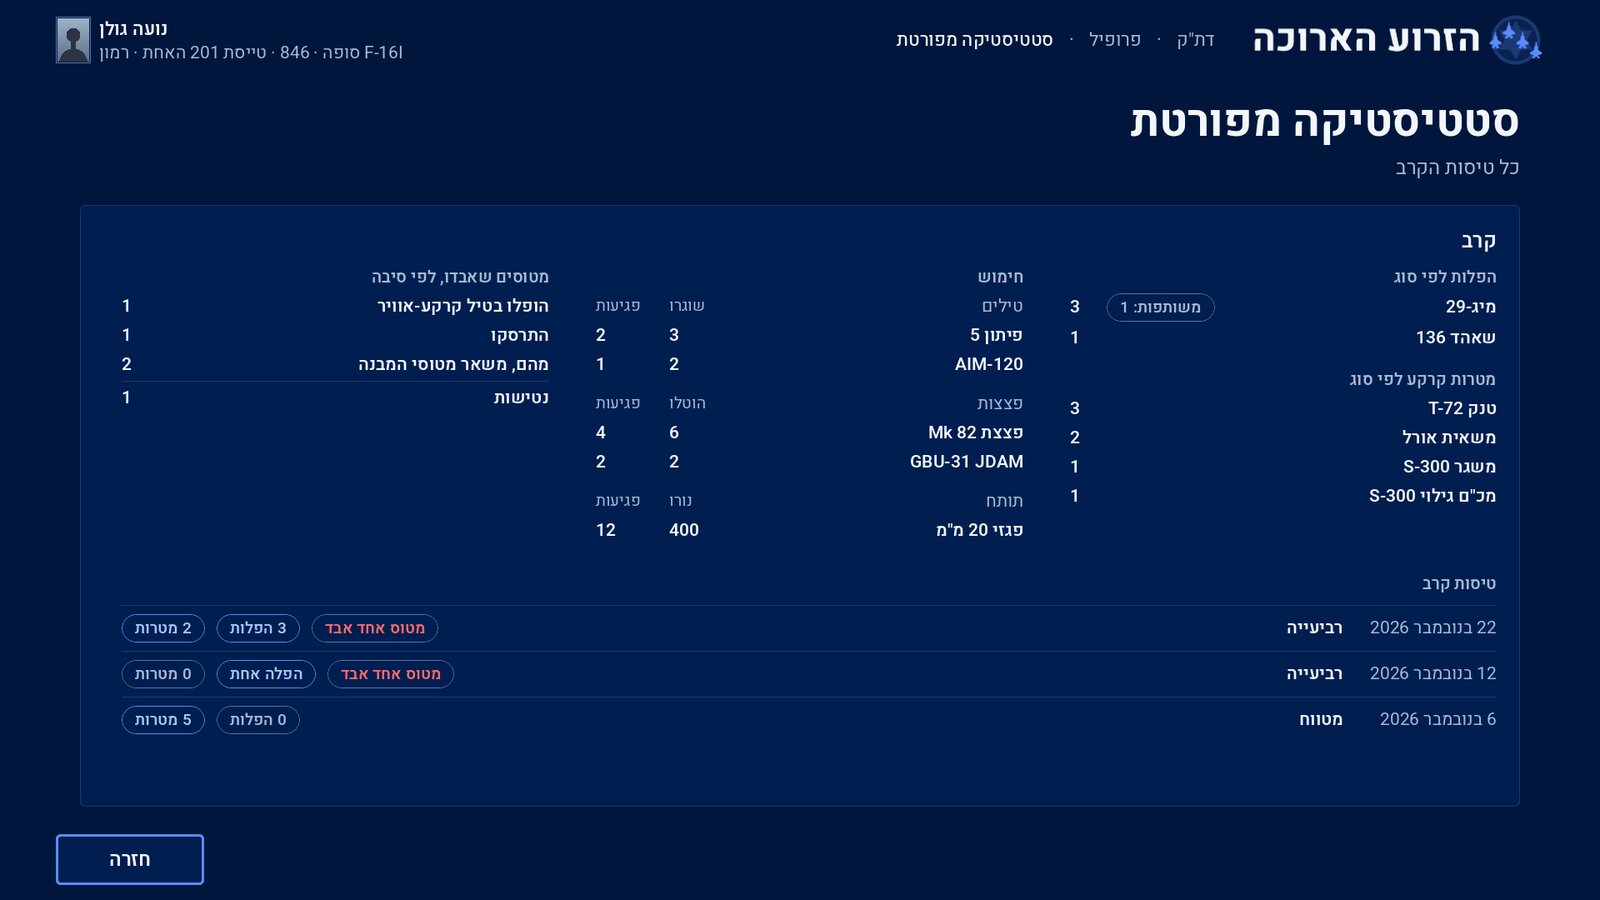 הזרוע הארוכה
דת"ק · פרופיל · סטטיסטיקה מפורטת
נועה גולן
F-16I סופה · 846 · טייסת 201 האחת · רמון
סטטיסטיקה מפורטת
כל טיסות הקרב
קרב
הפלות לפי סוג
מיג-29 משותפות: 1 3
שאהד 136 1
מטרות קרקע לפי סוג
טנק T-72 3
משאית אורל 2
משגר S-300 1
מכ"ם גילוי S-300 1
חימוש
טילים שוגרו פגיעות
פיתון 5 3 2
AIM-120 2 1
פצצות הוטלו פגיעות
פצצת Mk 82 6 4
GBU-31 JDAM 2 2
תותח נורו פגיעות
פגזי 20 מ"מ 400 12
מטוסים שאבדו, לפי סיבה
הופלו בטיל קרקע-אוויר 1
התרסקו 1
מהם, משאר מטוסי המבנה 2
נטישות 1
טיסות קרב
22 בנובמבר 2026 רביעייה מטוס אחד אבד 3 הפלות 2 מטרות
12 בנובמבר 2026 רביעייה מטוס אחד אבד הפלה אחת 0 מטרות
6 בנובמבר 2026 מטווח 0 הפלות 5 מטרות
חזרה